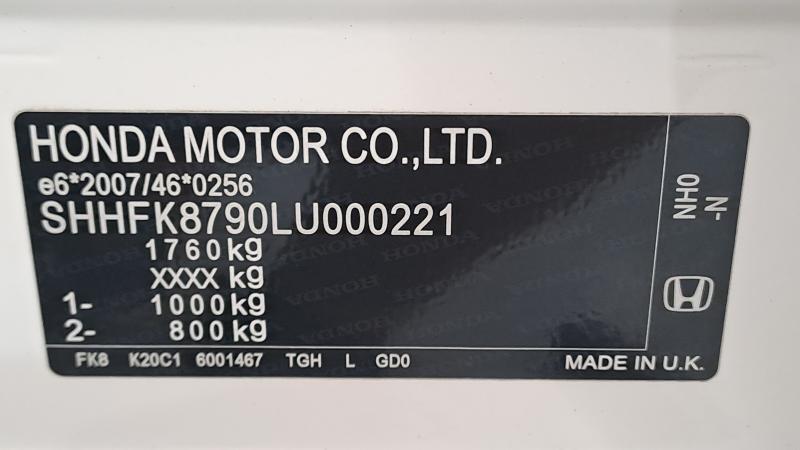 HONDA MOTOR CO.,LTD.
e6*2007/46*0256
SHHFK8790LU000221
1760kg
XXXX kg
1- 1000kg
2- 800kg
FK8 K20C1 6001467 TGH L GD0
MADE IN U.K.
0HN
-N